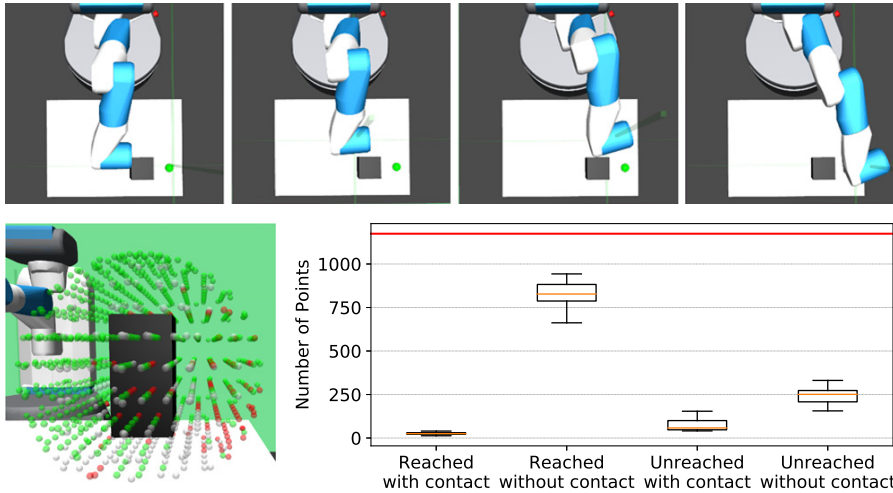 1000
750
500
250
0
Number of Points
Reached
with contact
Reached
without contact
Unreached
with contact
Unreached
without contact